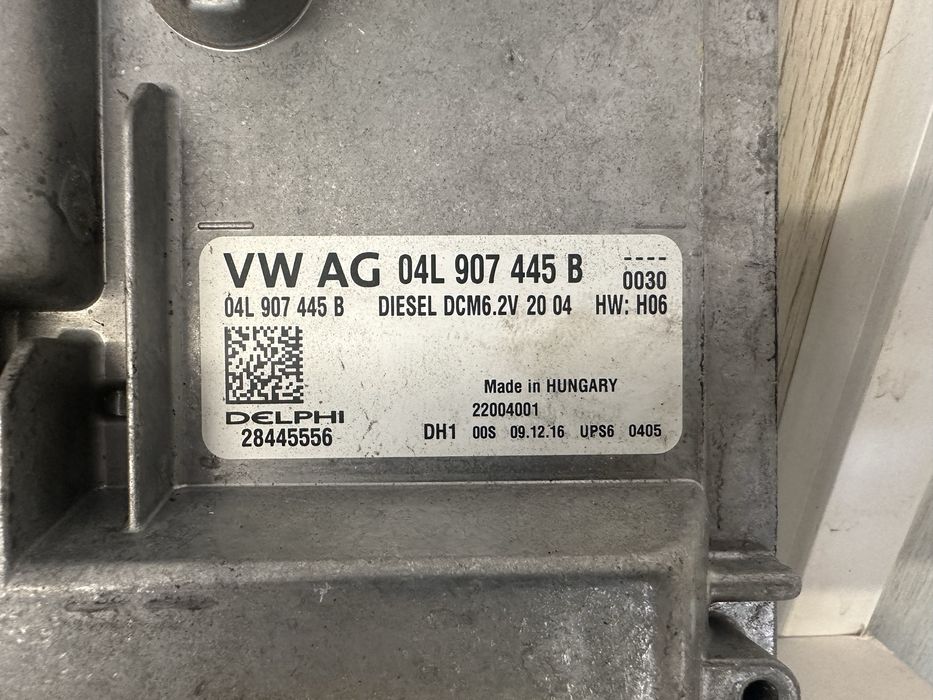 VW AG 04L 907 445 B ----
0030
04L 907 445 B DIESEL DCM6.2V 20 04 HW: H06
Made in HUNGARY
22004001
DELPHI
28445556 DH1 00S 09.12.16 UPS6 0405